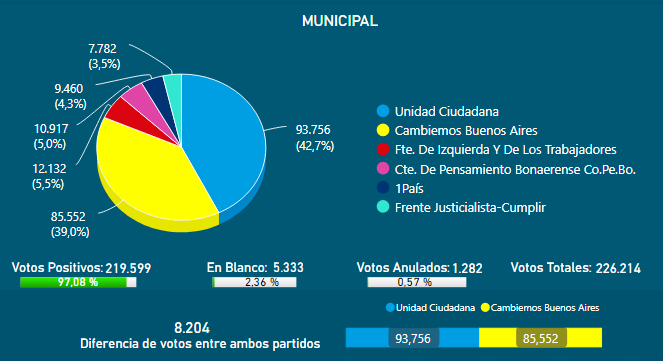 MUNICIPAL
7.782
(3,5%)
9.460
(4,3%)
10.917
(5,0%)
12.132
(5,5%)
85.552
(39,0%)
93.756
(42,7%)
Unidad Ciudadana
Cambiemos Buenos Aires
Fte. De Izquierda Y De Los Trabajadores
Cte. De Pensamiento Bonaerense Co.Pe.Bo.
1País
Frente Justicialista-Cumplir
Votos Positivos: 219.599
97,08 %
En Blanco: 5.333
2,36 %
Votos Anulados: 1.282
0,57 %
Votos Totales: 226.214
Unidad Ciudadana Cambiemos Buenos Aires
8.204
Diferencia de votos entre ambos partidos
93,756 85,552